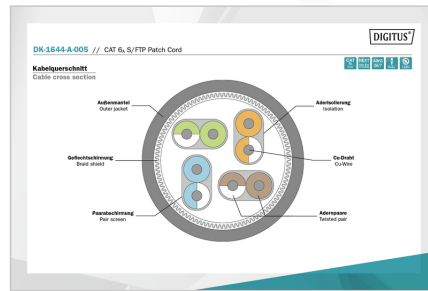 DIGITUS®
DK-1644-A-005 // CAT 6A S/FTP Patch Cord
Kabelquerschnitt
Cable cross section
Außenmantel
Outer jacket
Aderisolierung
Isolation
Geflechtschirmung
Braid shield
Cu-Draht
Cu-Wire
Paarabschirmung
Pair screen
Adernpaare
Twisted pair